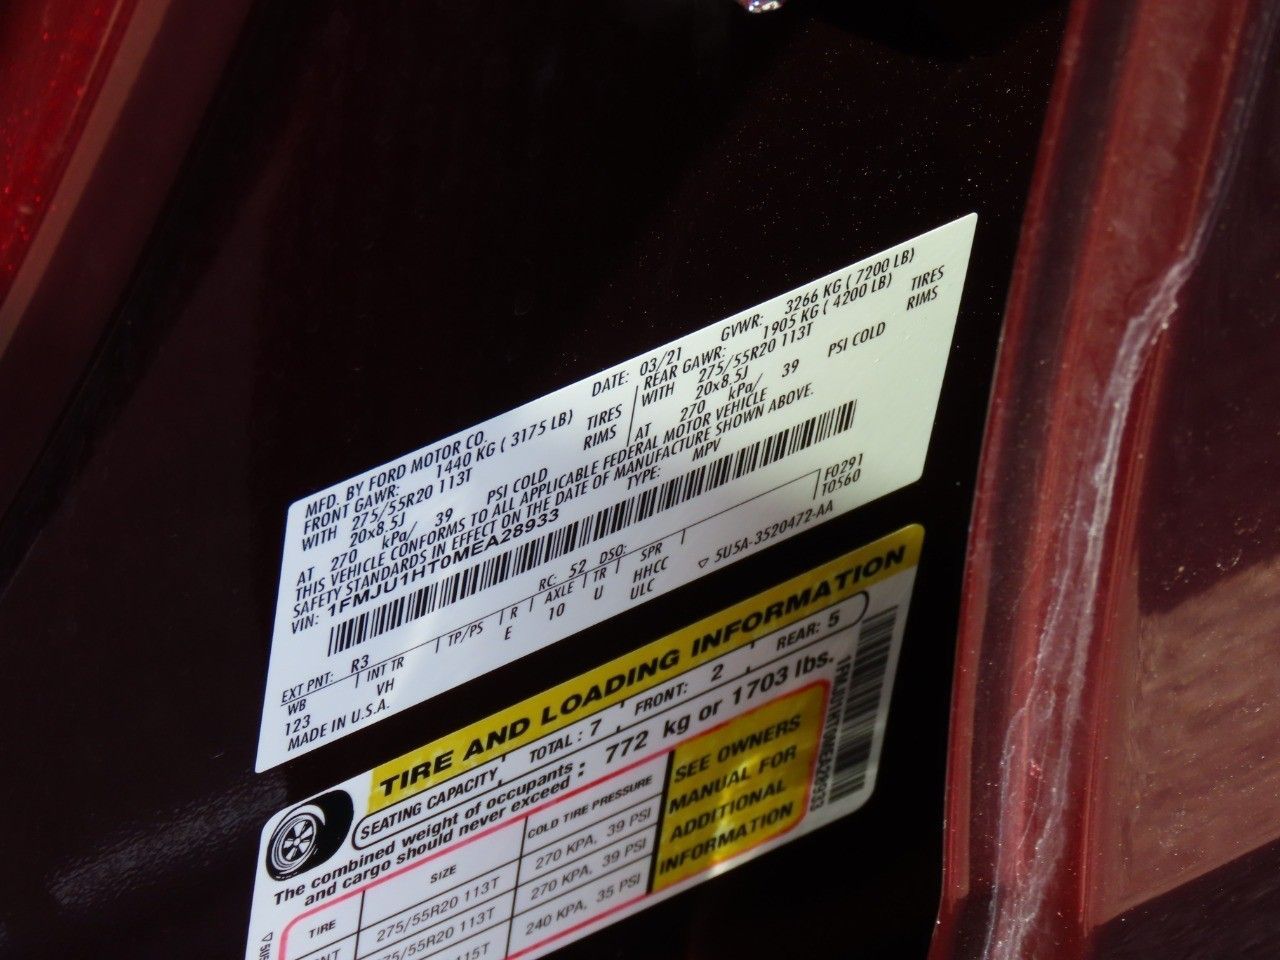 MFD. BY FORD MOTOR CO.
DATE: 03/21
GVWR: 3266 KG ( 7200 LB)
FRONT GAWR: 1440 KG ( 3175 LB)
REAR GAWR: 1905 KG ( 4200 LB)
WITH 275/55R20 113T TIRES
WITH 275/55R20 113T TIRES
20x8.5J RIMS
20x8.5J RIMS
AT 270 kPa/ 39 PSI COLD
AT 270 kPa/ 39 PSI COLD
THIS VEHICLE CONFORMS TO ALL APPLICABLE FEDERAL MOTOR VEHICLE
SAFETY STANDARDS IN EFFECT ON THE DATE OF MANUFACTURE SHOWN ABOVE.
VIN: 1FMJU1HT0MEA28933
TYPE: MPV
EXT PNT: R3 RC: 52 DSO: F0291
WB INT TR TP/PS R AXLE TR SPR T0560
123 VH E 10 U HHCC
ULC
MADE IN U.S.A.
▽ 5U5A-3520472-AA
TIRE AND LOADING INFORMATION
SEATING CAPACITY TOTAL : 7 FRONT: 2 REAR: 5
The combined weight of occupants and cargo should never exceed : 772 kg or 1703 lbs.
TIRE SIZE COLD TIRE PRESSURE
275/55R20 113T 270 KPA, 39 PSI
/55R20 113T 270 KPA, 39 PSI
115T 240 KPA, 35 PSI
SEE OWNERS
MANUAL FOR
ADDITIONAL
INFORMATION
1FMJU1HT0MEA28933